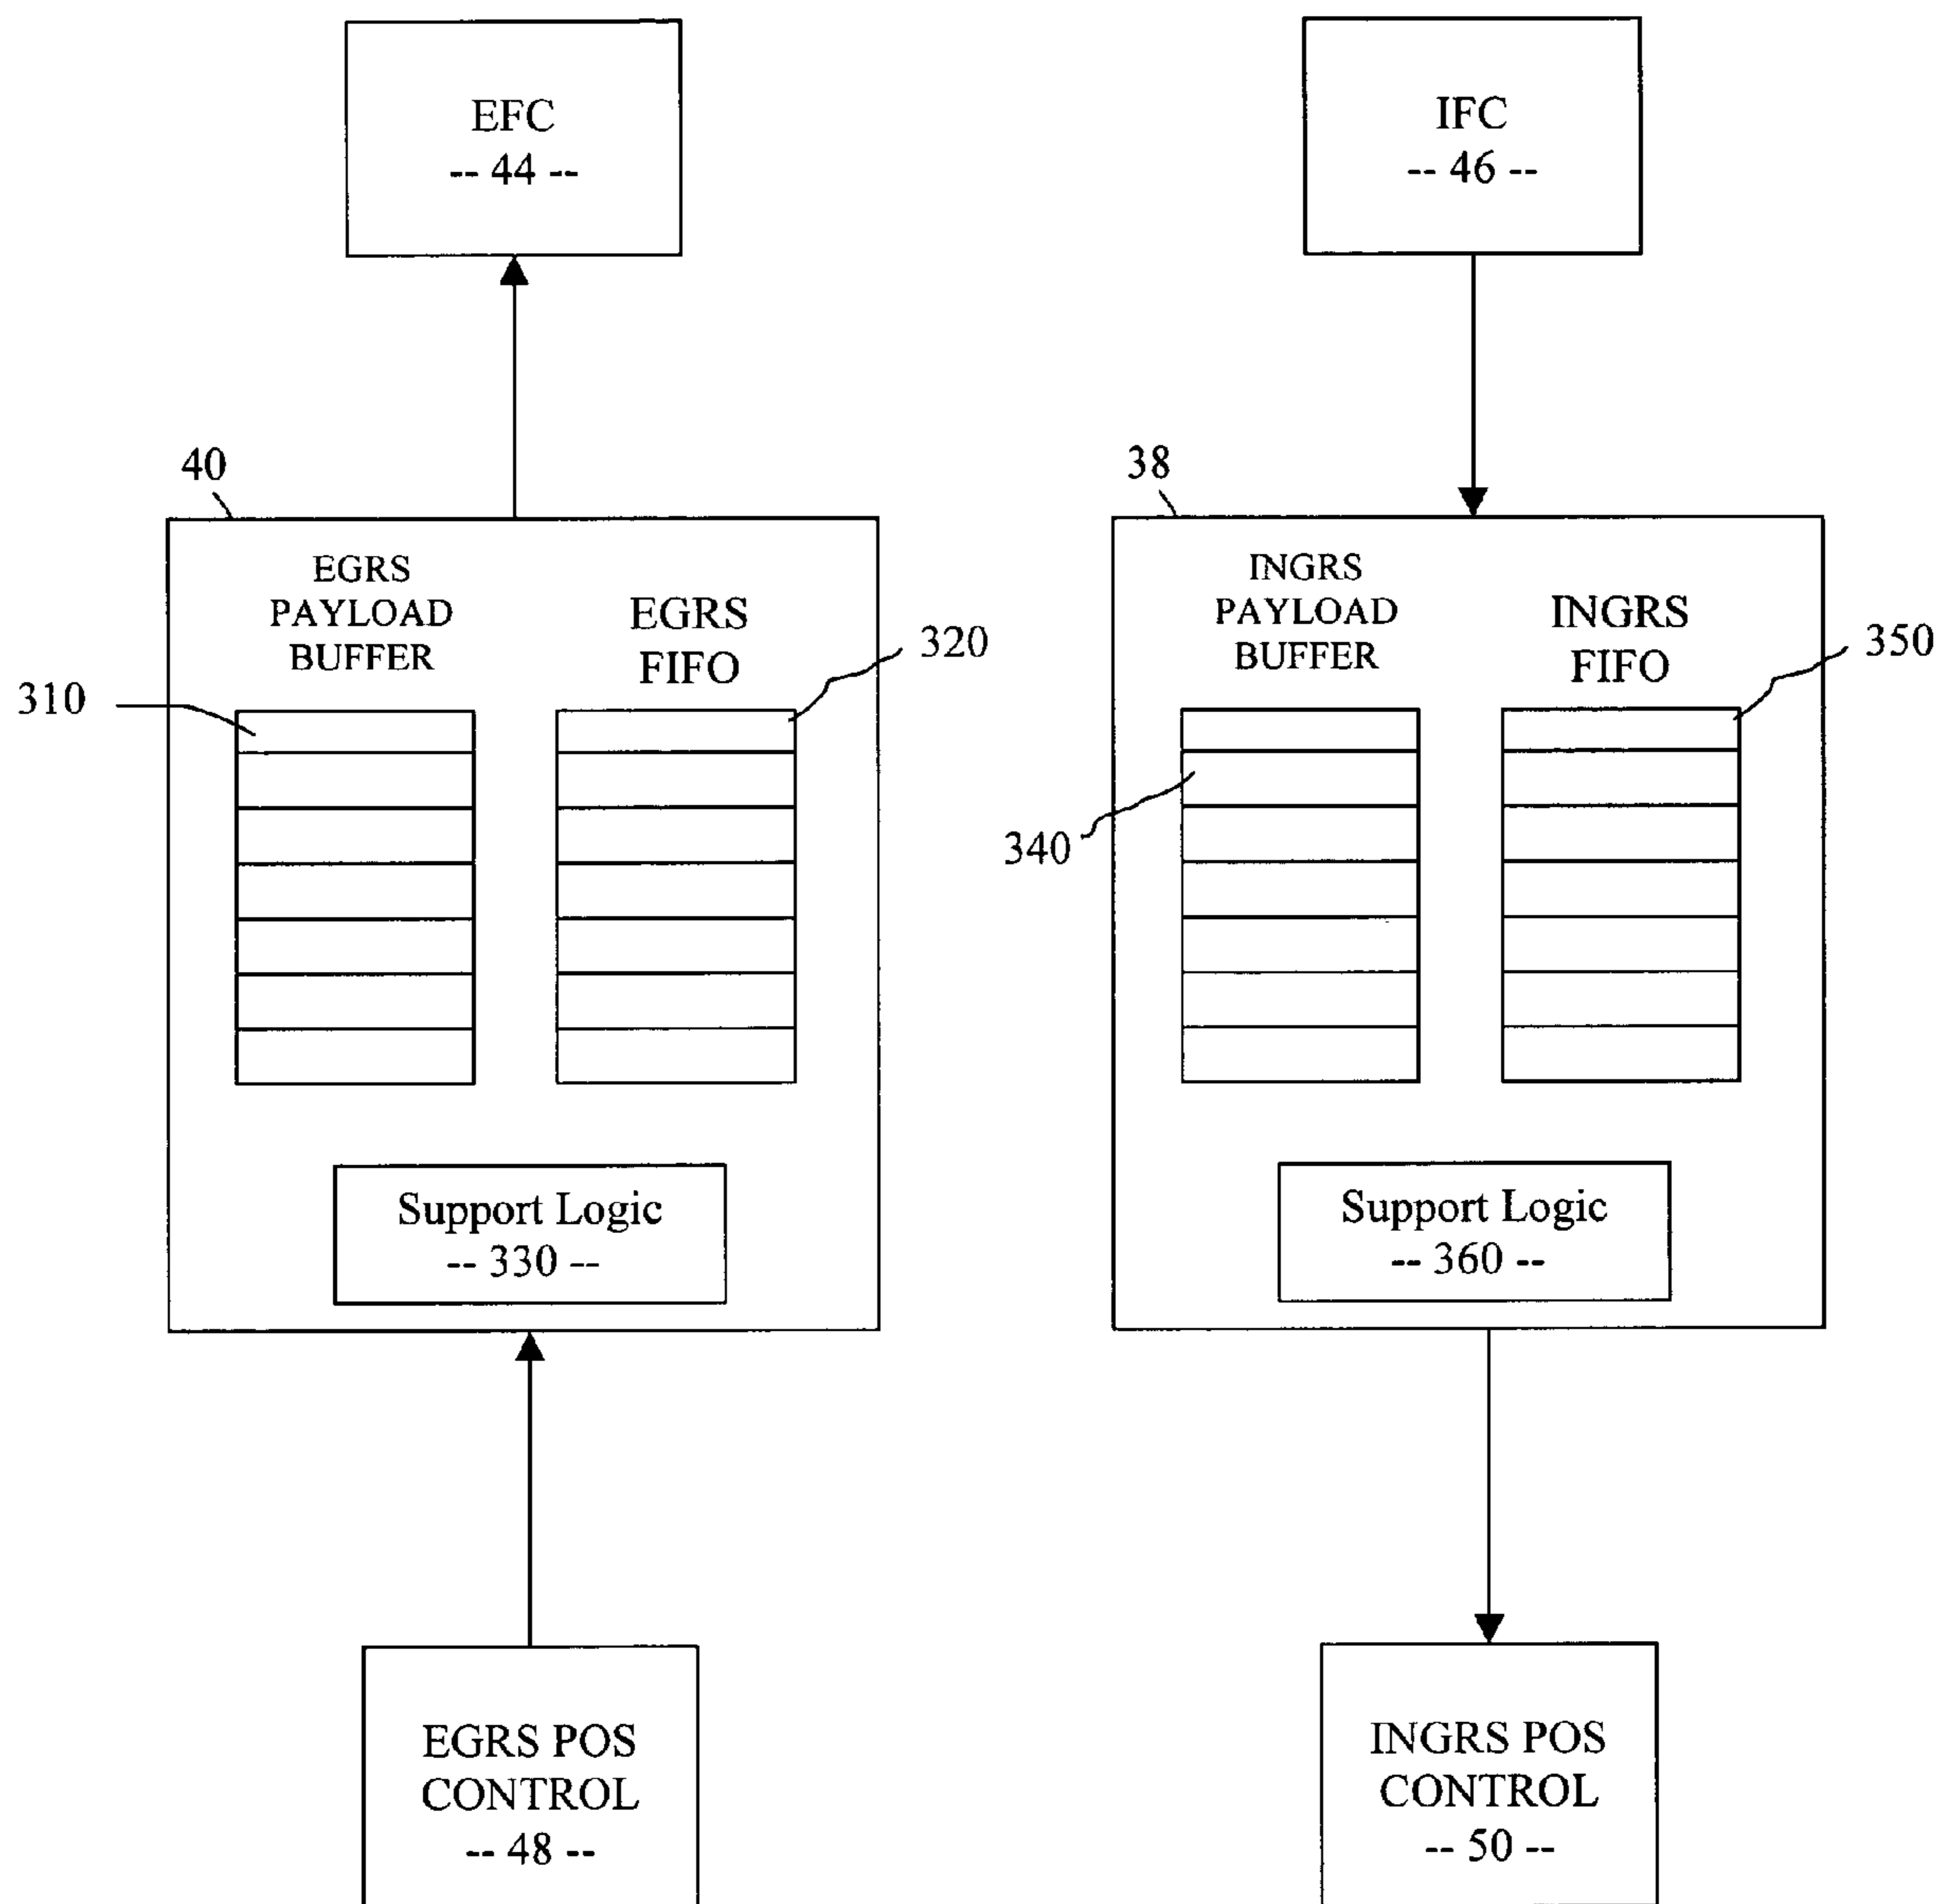 EFC
-- 44 --
IFC
-- 46 --
40
38
EGRS
PAYLOAD
BUFFER
EGRS
FIFO
320
310
INGRS
PAYLOAD
BUFFER
INGRS
FIFO
350
340
Support Logic
-- 330 --
Support Logic
-- 360 --
EGRS POS
CONTROL
-- 48 --
INGRS POS
CONTROL
-- 50 --